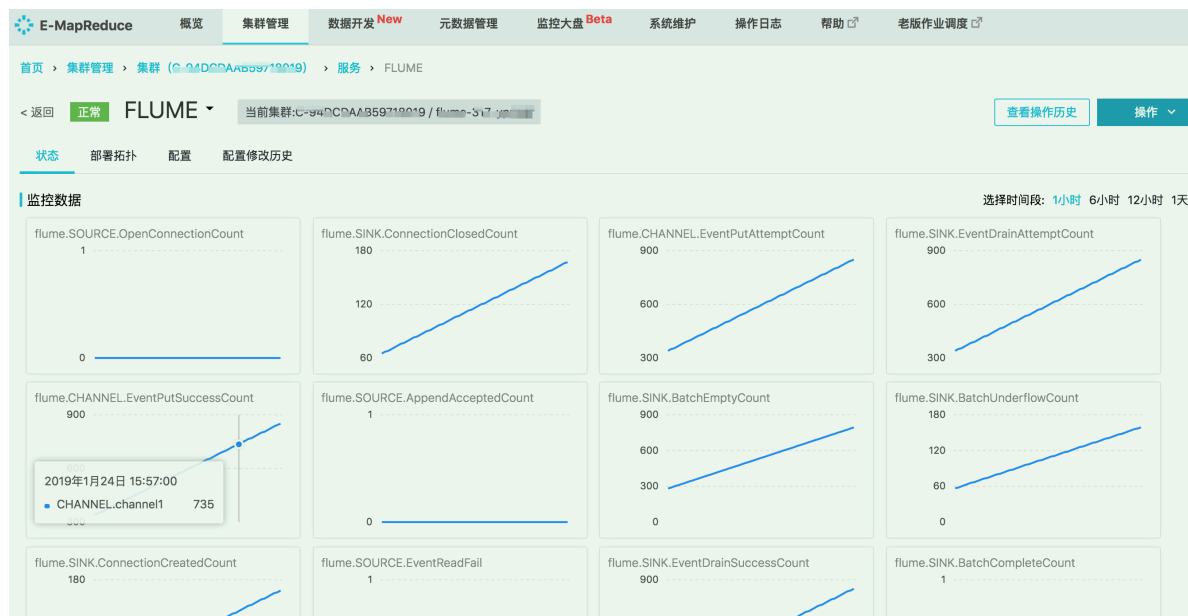 E-MapReduce 概览 集群管理 数据开发 New 元数据管理 监控大盘 Beta 系统维护 操作日志 帮助 老版作业调度
首页 › 集群管理 › 集群 (C-94DCDAAB59718019) › 服务 › FLUME
< 返回 正常 FLUME 当前集群:C-94DCDAAB59718019 / 查看操作历史 操作
状态 部署拓扑 配置 配置修改历史
监控数据 选择时间段: 1小时 6小时 12小时 1天
flume.SOURCE.OpenConnectionCount
1
0
flume.SINK.ConnectionClosedCount
180
120
60
flume.CHANNEL.EventPutAttemptCount
900
600
300
flume.SINK.EventDrainAttemptCount
900
600
300
flume.CHANNEL.EventPutSuccessCount
900
600
300
2019年1月24日 15:57:00
CHANNEL.channel1 735
flume.SOURCE.AppendAcceptedCount
1
0
flume.SINK.BatchEmptyCount
900
600
300
0
flume.SINK.BatchUnderflowCount
180
120
60
0
flume.SINK.ConnectionCreatedCount
180
flume.SOURCE.EventReadFail
1
flume.SINK.EventDrainSuccessCount
900
flume.SINK.BatchCompleteCount
1